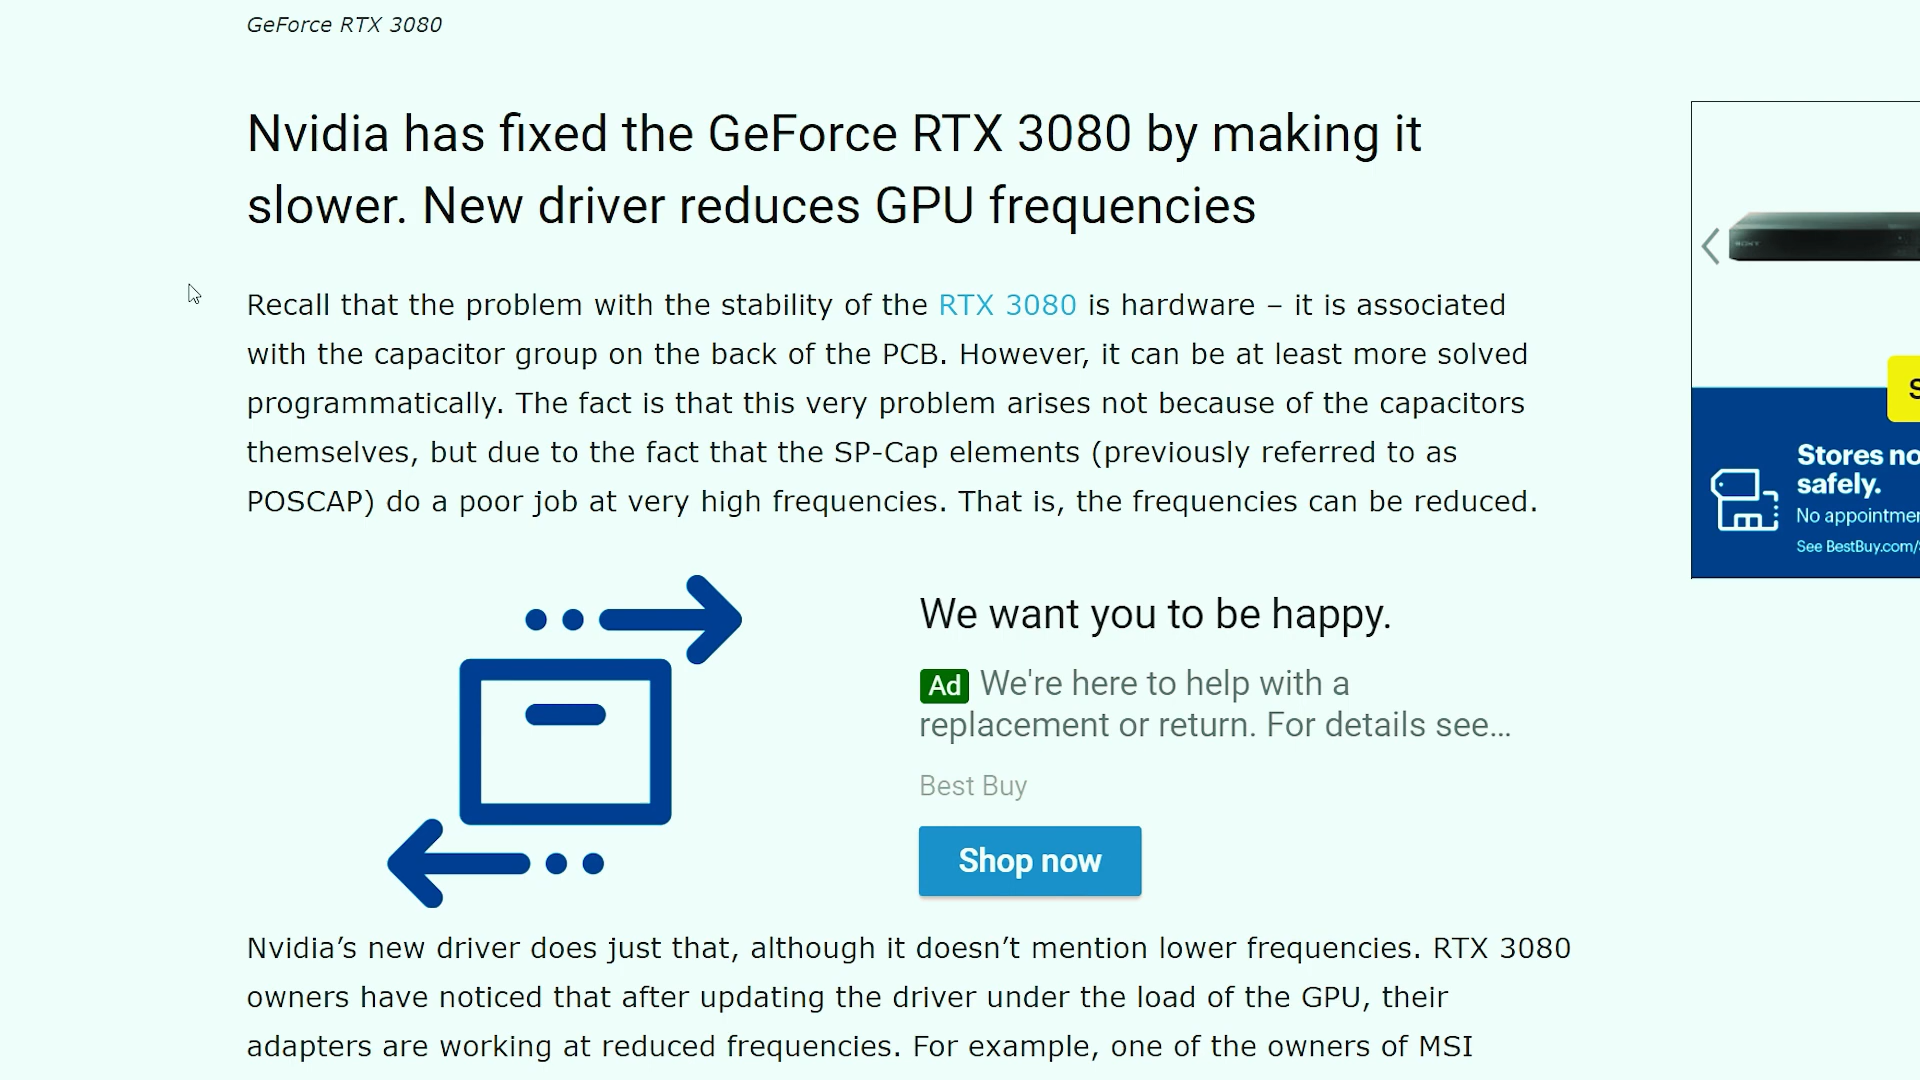 GeForce RTX 3080
Nvidia has fixed the GeForce RTX 3080 by making it
slower. New driver reduces GPU frequencies
Recall that the problem with the stability of the RTX 3080 is hardware – it is associated
with the capacitor group on the back of the PCB. However, it can be at least more solved
programmatically. The fact is that this very problem arises not because of the capacitors
themselves, but due to the fact that the SP-Cap elements (previously referred to as
POSCAP) do a poor job at very high frequencies. That is, the frequencies can be reduced.
We want you to be happy.
Ad We're here to help with a
replacement or return. For details see...
Best Buy
Shop now
Nvidia’s new driver does just that, although it doesn’t mention lower frequencies. RTX 3080
owners have noticed that after updating the driver under the load of the GPU, their
adapters are working at reduced frequencies. For example, one of the owners of MSI
SONY
S
Stores no
safely.
No appointmen
See BestBuy.com/S